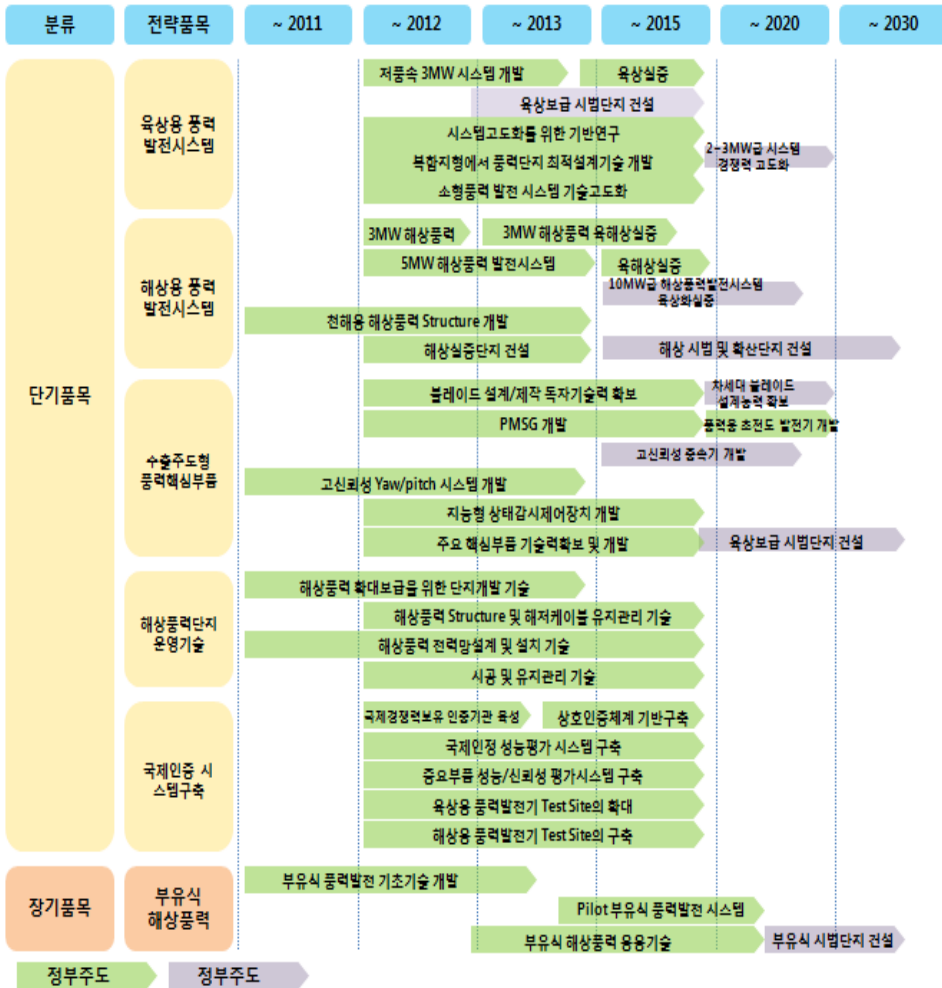 분류
전략품목
~ 2011
~ 2012
~ 2013
~ 2015
~ 2020
~ 2030
단기품목
육상용 풍력
발전시스템
저풍속 3MW 시스템 개발
육상실증
육상보급 시범단지 건설
시스템고도화를 위한 기반연구
복합지형에서 풍력단지 최적설계기술 개발
2-3MW급 시스템
경쟁력 고도화
소형풍력 발전 시스템 기술고도화
해상용 풍력
발전시스템
3MW 해상풍력
3MW 해상풍력 육해상실증
5MW 해상풍력 발전시스템
육해상실증
10MW급 해상풍력발전시스템
육상화실증
천해용 해상풍력 Structure 개발
해상실증단지 건설
해상 시범 및 확산단지 건설
수출주도형
풍력핵심부품
블레이드 설계/제작 독자기술력 확보
차세대 블레이드
설계능력 확보
PMSG 개발
풍력용 초전도 발전기 개발
고신뢰성 중속기 개발
고신뢰성 Yaw/pitch 시스템 개발
지능형 상태감시제어장치 개발
주요 핵심부품 기술력확보 및 개발
육상보급 시범단지 건설
해상풍력단지
운영기술
해상풍력 확대보급을 위한 단지개발 기술
해상풍력 Structure 및 해저케이블 유지관리 기술
해상풍력 전력망설계 및 설치 기술
시공 및 유지관리 기술
국제인증 시
스템구축
국제경쟁력보유 인증기관 육성
상호인증체계 기반구축
국제인정 성능평가 시스템 구축
중요부품 성능/신뢰성 평가시스템 구축
육상용 풍력발전기 Test Site의 확대
해상용 풍력발전기 Test Site의 구축
장기품목
부유식
해상풍력
부유식 풍력발전 기초기술 개발
Pilot 부유식 풍력발전 시스템
부유식 해상풍력 응용기술
부유식 시범단지 건설
정부주도
정부주도